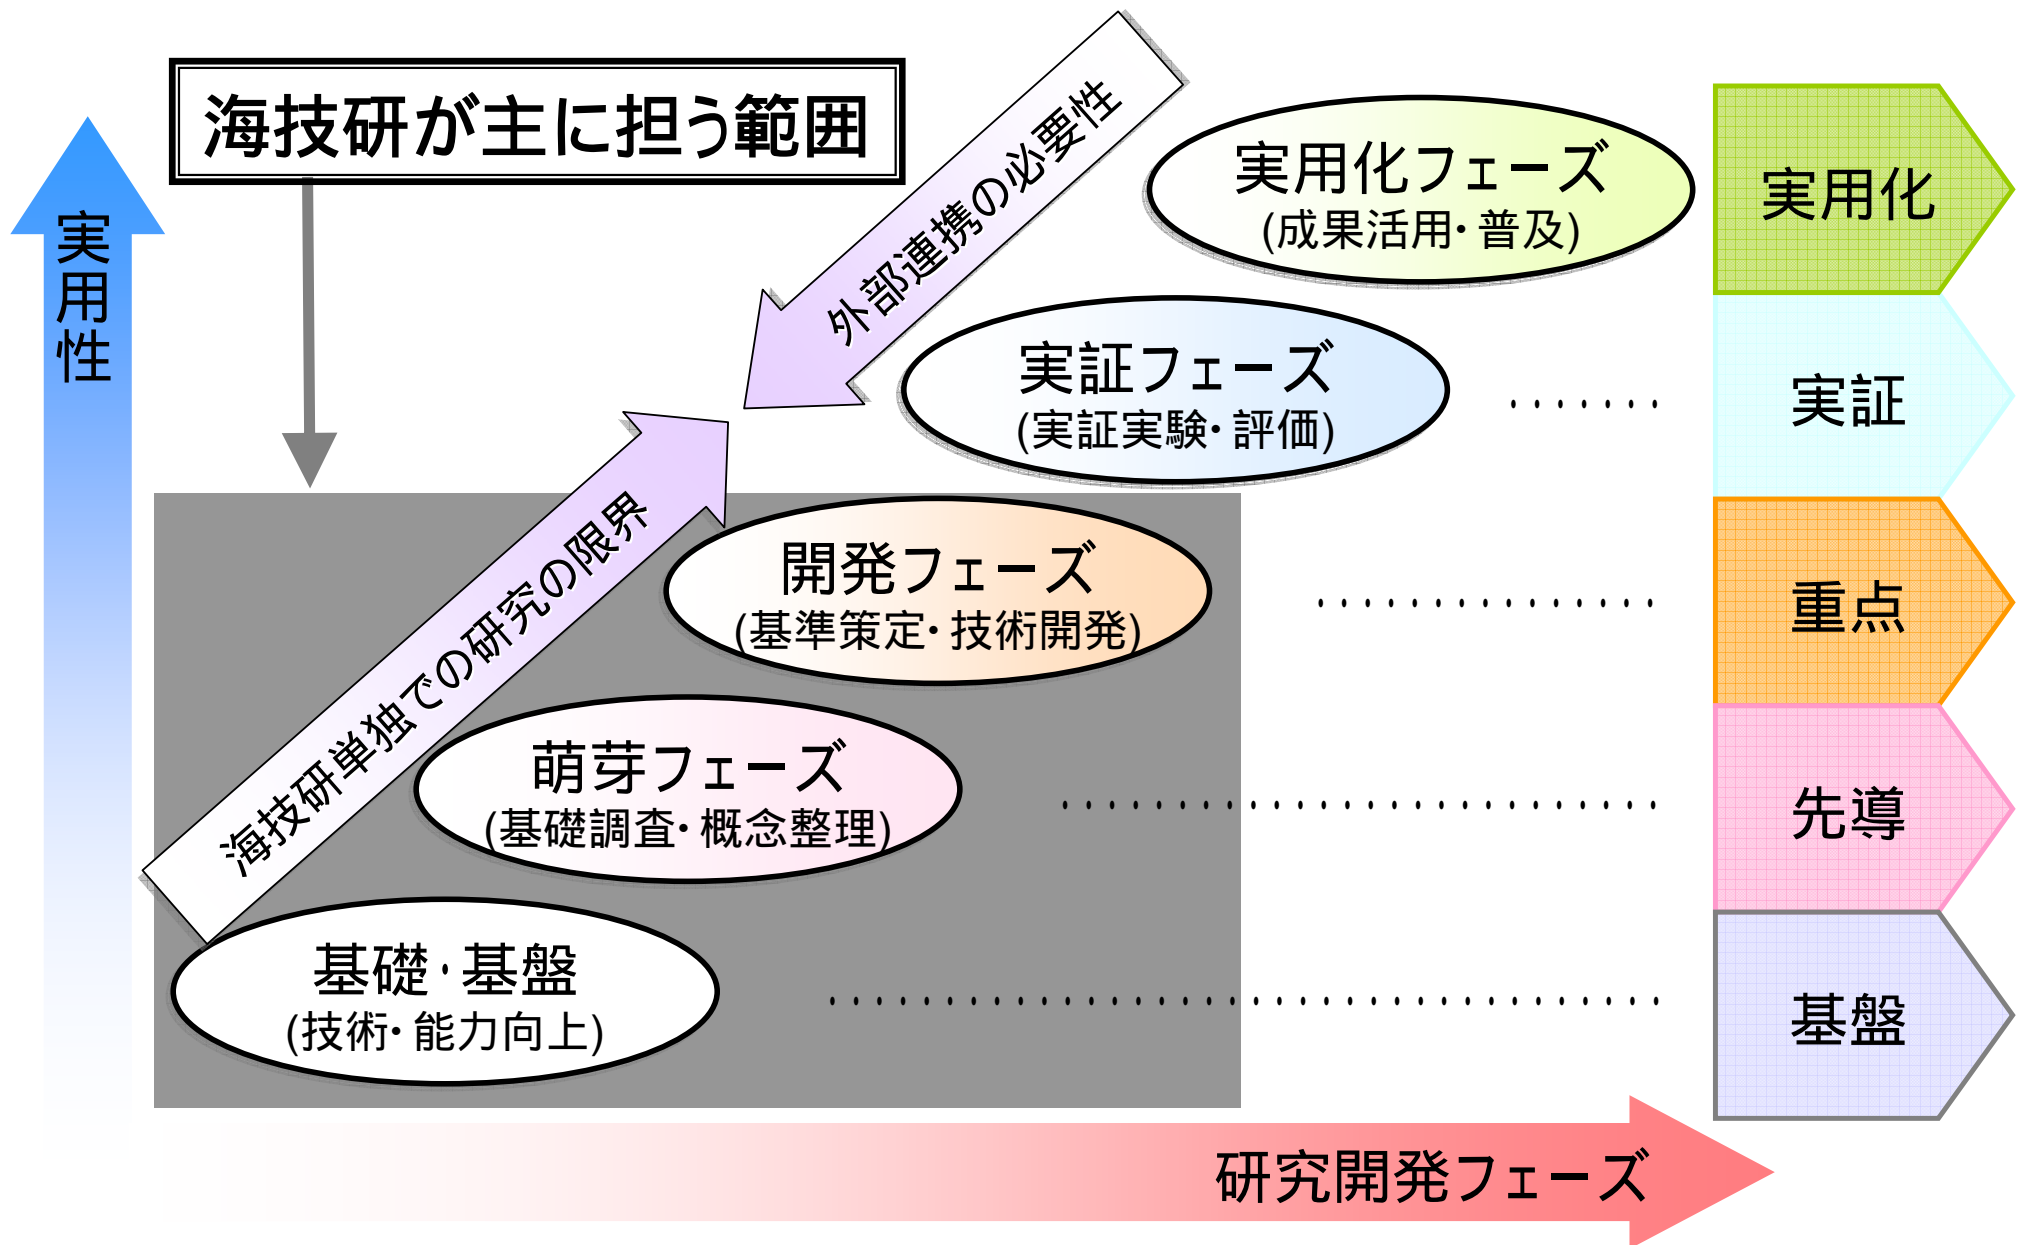 海技研が主に担う範囲
実用性
外部連携の必要性
海技研単独での研究の限界
実用化フェーズ
(成果活用・普及)
実証フェーズ
(実証実験・評価)
開発フェーズ
(基準策定・技術開発)
萌芽フェーズ
(基礎調査・概念整理)
基礎・基盤
(技術・能力向上)
実用化
実証
重点
先導
基盤
研究開発フェーズ